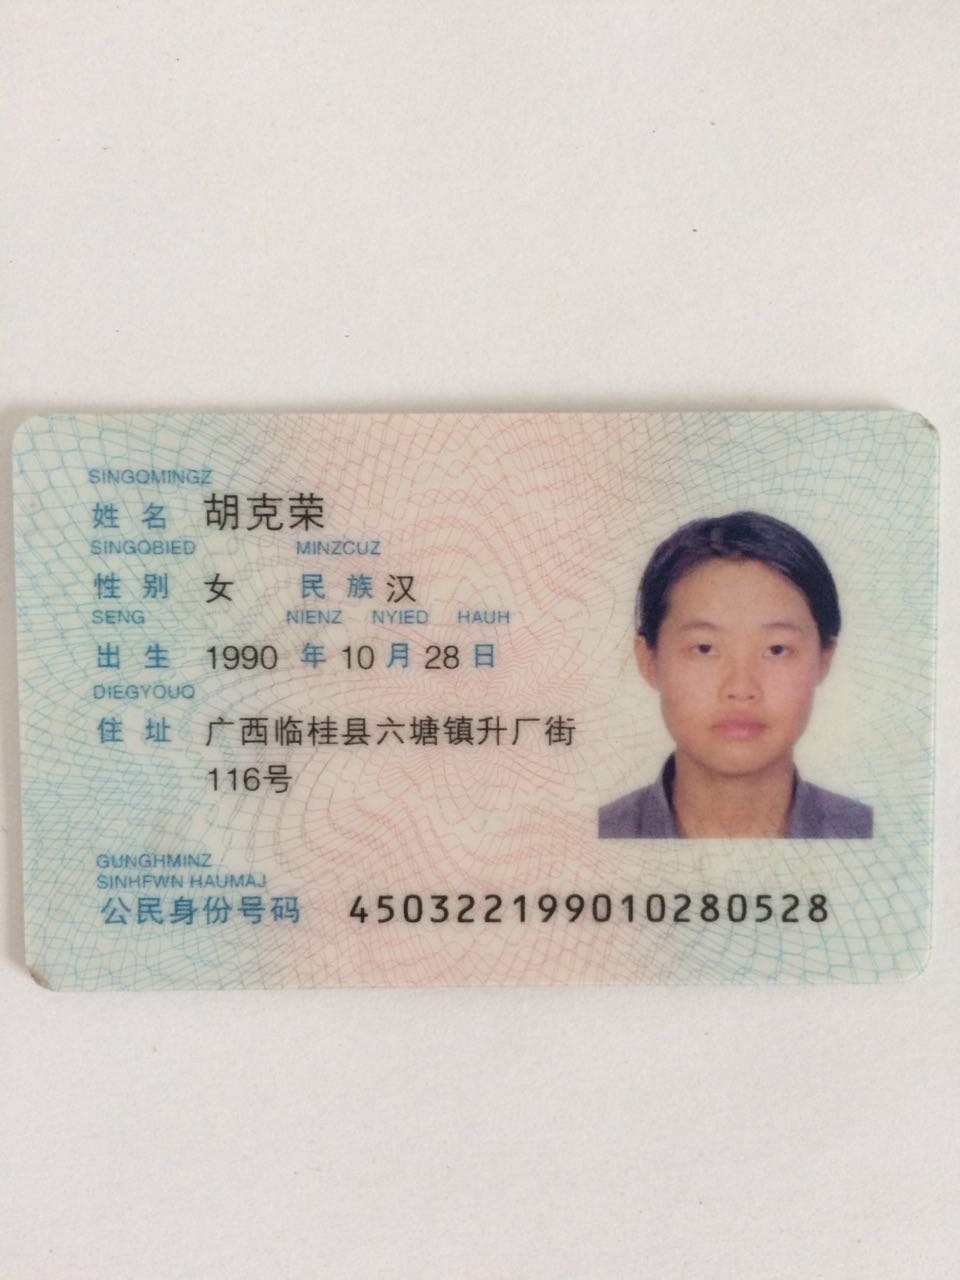 SINGQMINGZ
姓名 胡克荣
SINGQBIED MINZCUZ
性别 女 民族 汉
SENG NIENZ NYIED HAUH
出生 1990 年 10 月 28 日
DIEGYOUQ
住址 广西临桂县六塘镇升厂街
116号
GUNGHMINZ
SINHFWN HAUMAJ
公民身份号码 450322199010280528